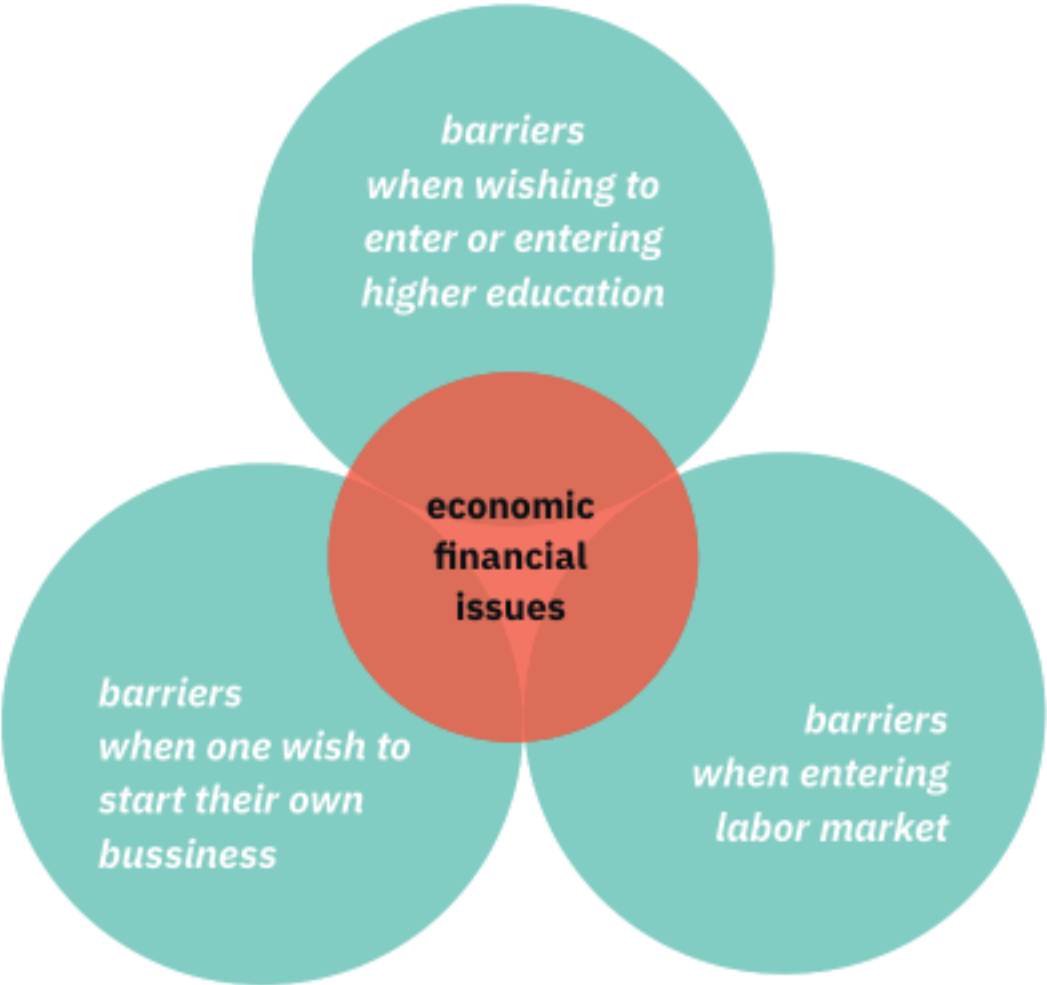 barriers
when wishing to
enter or entering
higher education
economic
financial
issues
barriers
when one wish to
start their own
bussiness
barriers
when entering
labor market